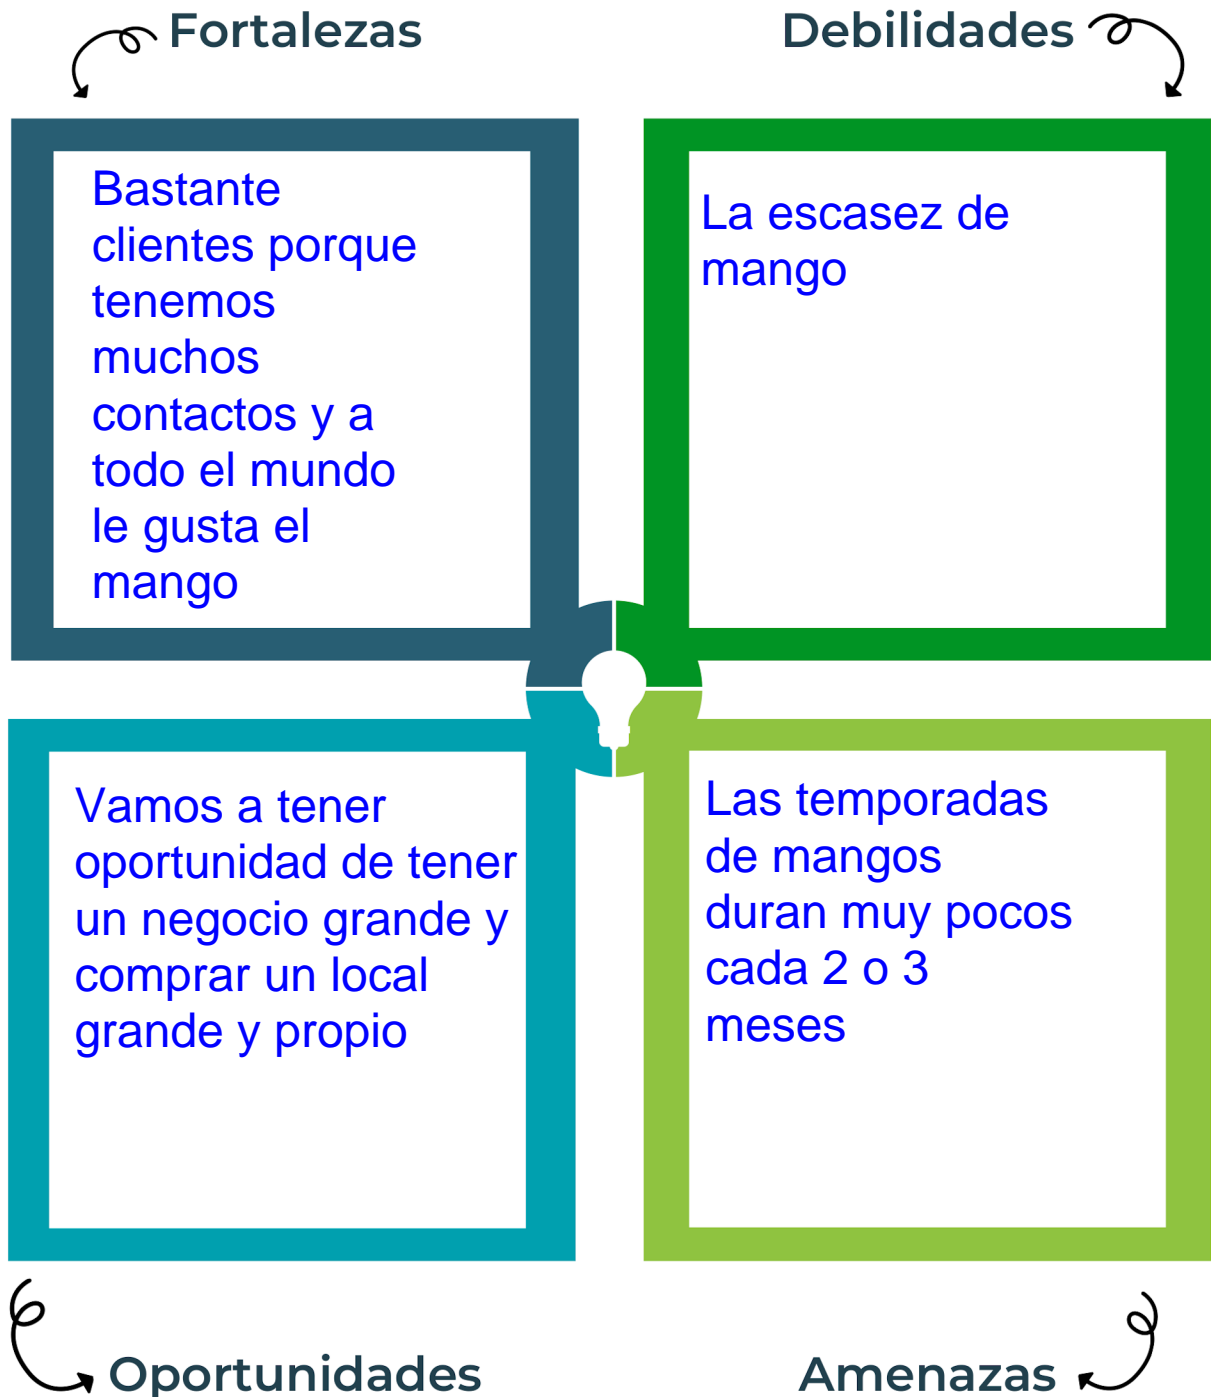 Fortalezas
Bastante
clientes porque
tenemos
muchos
contactos y a
todo el mundo
le gusta el
mango
Debilidades
La escasez de
mango
Vamos a tener
oportunidad de tener
un negocio grande y
comprar un local
grande y propio
Oportunidades
Las temporadas
de mangos
duran muy pocos
cada 2 o 3
meses
Amenazas